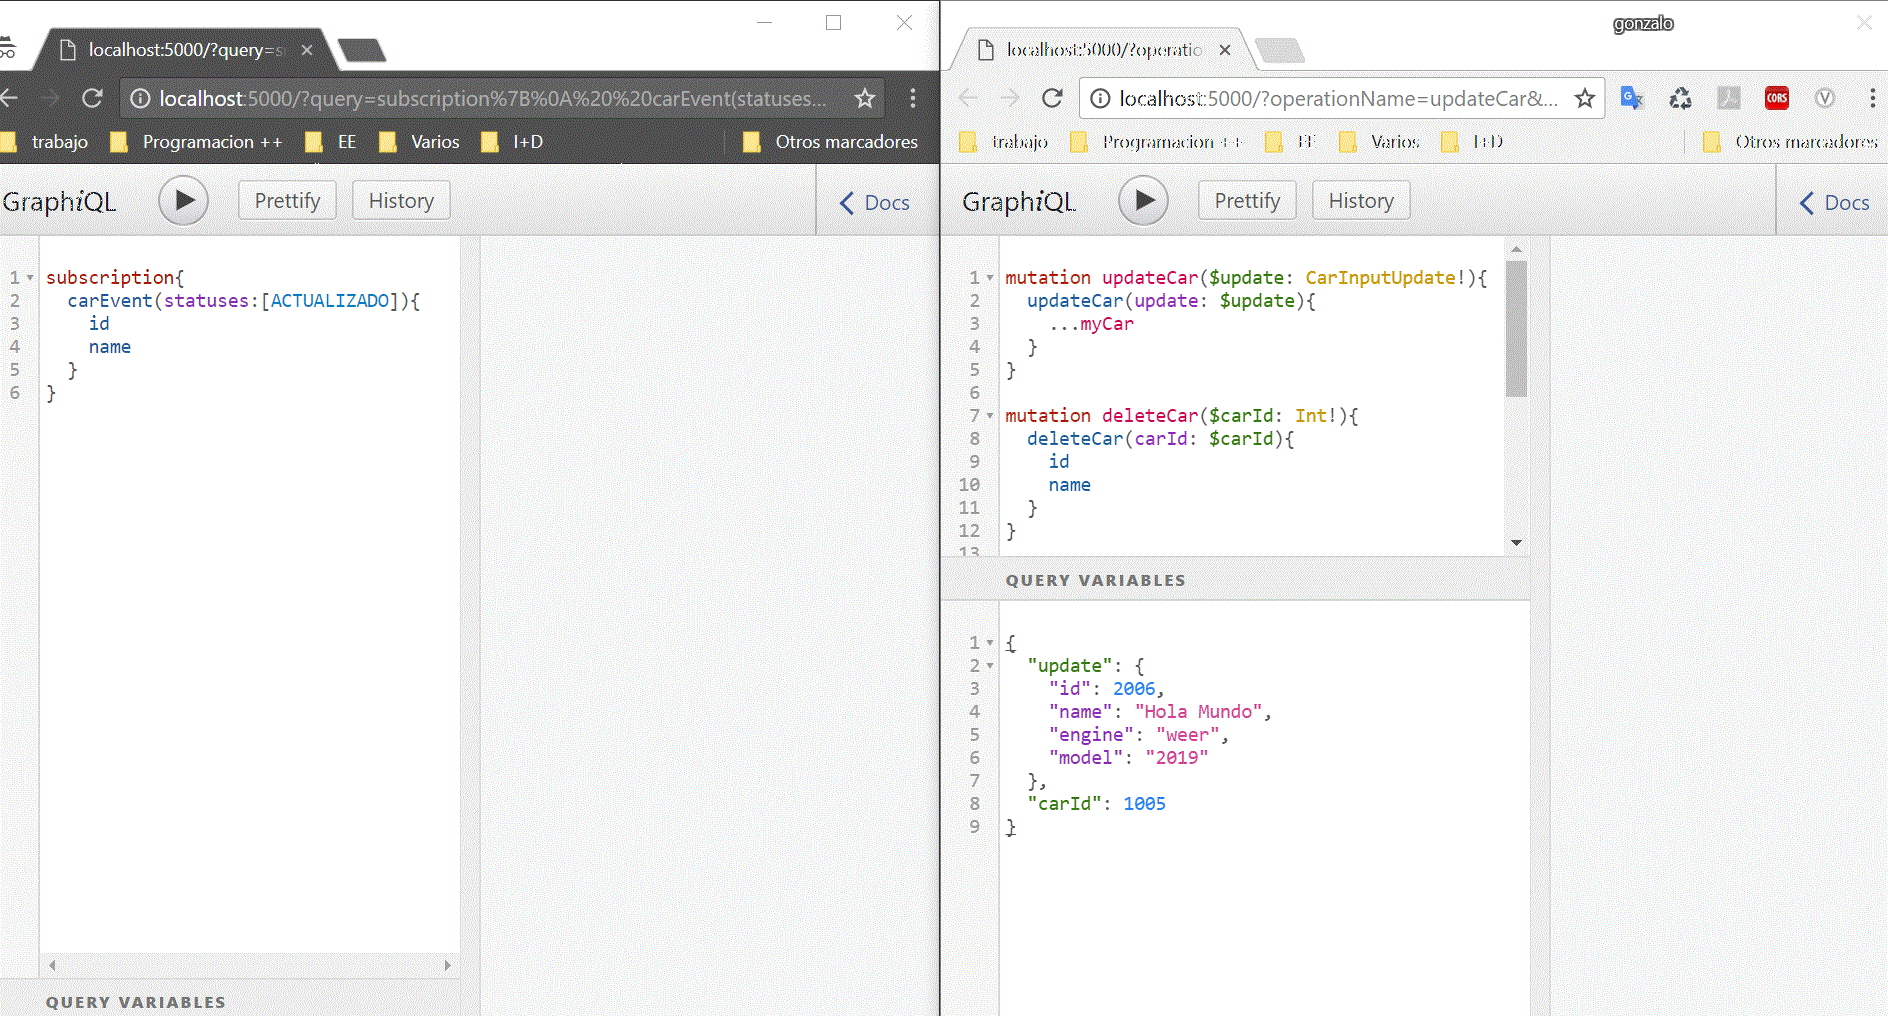 localhost:5000/?query=s
localhost:5000/?query=subscription%7B%0A%20%20carEvent(statuses...
trabajo Programacion ++ EE Varios I+D Otros marcadores
GraphiQL Prettify History Docs
1 subscription{
2 carEvent(statuses:[ACTUALIZADO]){
3 id
4 name
5 }
6 }
QUERY VARIABLES
gonzalo
localhost:5000/?operatio
localhost:5000/?operationName=updateCar&...
CORS
trabajo Programacion ++ EE Varios I+D Otros marcadores
GraphiQL Prettify History Docs
1 mutation updateCar($update: CarInputUpdate!){
2 updateCar(update: $update){
3 ...myCar
4 }
5 }
6
7 mutation deleteCar($carId: Int!){
8 deleteCar(carId: $carId){
9 id
10 name
11 }
12 }
13
QUERY VARIABLES
1 {
2 "update": {
3 "id": 2006,
4 "name": "Hola Mundo",
5 "engine": "weer",
6 "model": "2019"
7 },
8 "carId": 1005
9 }